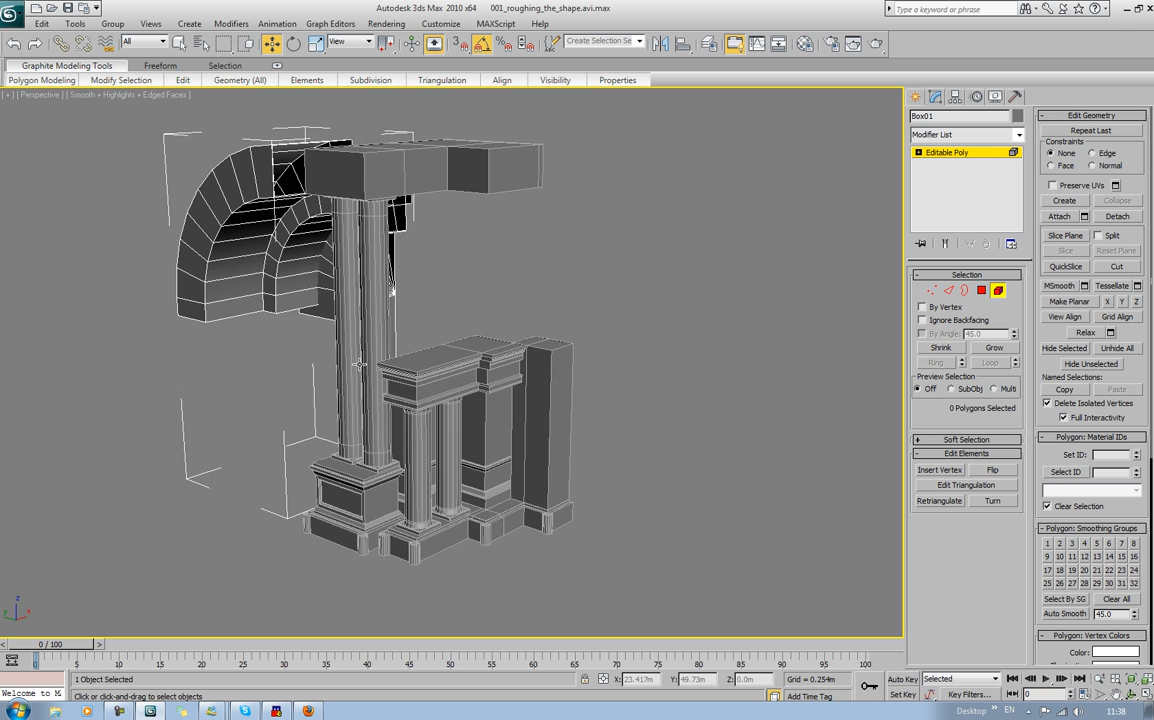 Autodesk 3ds Max 2010 x64 001_roughing_the_shape.avi.max
Type a keyword or phrase
Edit Tools Group Views Create Modifiers Animation Graph Editors Rendering Customize MAXScript Help
All View Create Selection Se
Graphite Modeling Tools Freeform Selection
Polygon Modeling Modify Selection Edit Geometry (All) Elements Subdivision Triangulation Align Visibility Properties
[ + ] [ Perspective ] [ Smooth + Highlights + Edged Faces ]
Box01
Modifier List
Editable Poly
Selection
By Vertex
Ignore Backfacing
By Angle: 45.0
Shrink Grow
Ring Loop
Preview Selection
Off SubObj Multi
0 Polygons Selected
Soft Selection
Edit Elements
Insert Vertex Flip
Edit Triangulation
Retriangulate Turn
Edit Geometry
Repeat Last
Constraints
None Edge
Face Normal
Preserve UVs
Create Collapse
Attach Detach
Slice Plane Split
Slice Reset Plane
QuickSlice Cut
MSmooth Tessellate
Make Planar X Y Z
View Align Grid Align
Relax
Hide Selected Unhide All
Hide Unselected
Named Selections:
Copy Paste
Delete Isolated Vertices
Full Interactivity
Polygon: Material IDs
Set ID:
Select ID
Clear Selection
Polygon: Smoothing Groups
1 2 3 4 5 6 7 8
9 10 11 12 13 14 15 16
17 18 19 20 21 22 23 24
25 26 27 28 29 30 31 32
Select By SG Clear All
Auto Smooth 45.0
Polygon: Vertex Colors
Color:
z
x
y
0 / 100
0 5 10 15 20 25 30 35 40 45 50 55 60 65 70 75 80 85 90 95 100
1 Object Selected X: 23.417m Y: 49.73m Z: 0.0m Grid = 0.254m
Auto Key Selected
Welcome to M Click or click-and-drag to select objects Add Time Tag
Set Key Key Filters... 0
Desktop EN 11:38